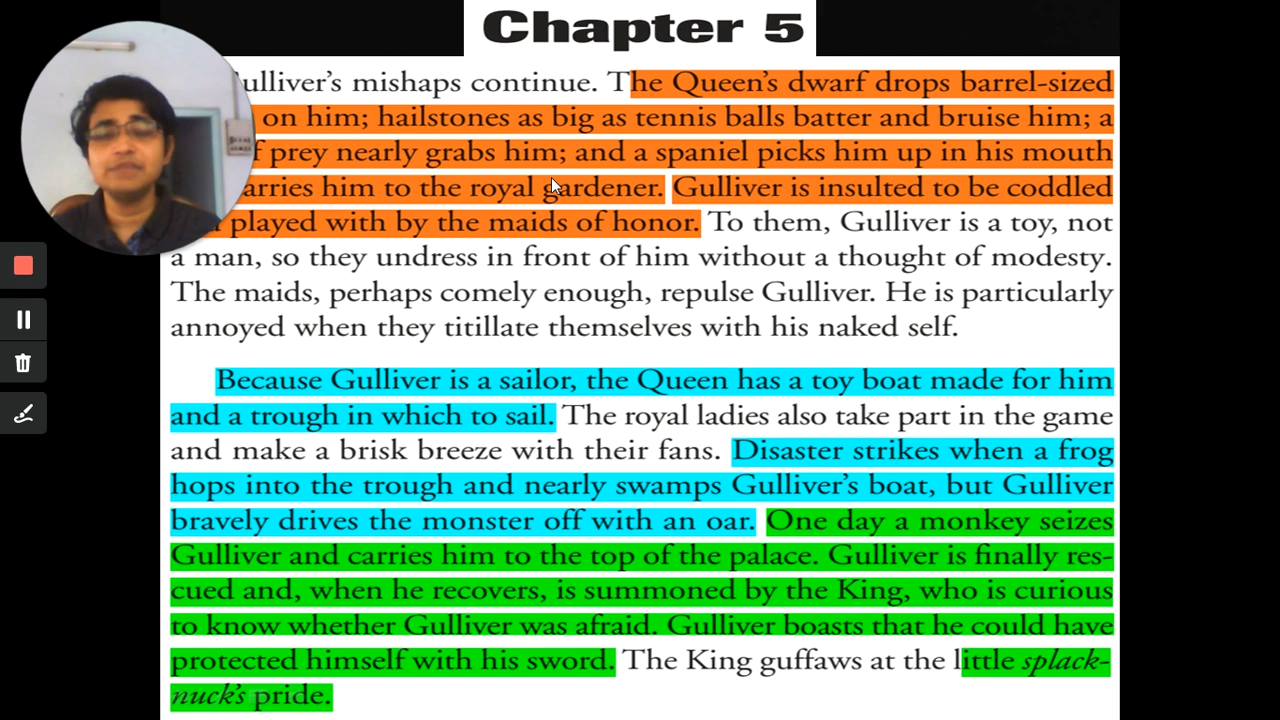 Chapter 5
ulliver's mishaps continue. The Queen's dwarf drops barrel-sized
on him; hailstones as big as tennis balls batter and bruise him; a
f prey nearly grabs him; and a spaniel picks him up in his mouth
arries him to the royal gardener. Gulliver is insulted to be coddled
played with by the maids of honor. To them, Gulliver is a toy, not
a man, so they undress in front of him without a thought of modesty.
The maids, perhaps comely enough, repulse Gulliver. He is particularly
annoyed when they titillate themselves with his naked self.
Because Gulliver is a sailor, the Queen has a toy boat made for him
and a trough in which to sail. The royal ladies also take part in the game
and make a brisk breeze with their fans. Disaster strikes when a frog
hops into the trough and nearly swamps Gulliver's boat, but Gulliver
bravely drives the monster off with an oar. One day a monkey seizes
Gulliver and carries him to the top of the palace. Gulliver is finally res-
cued and, when he recovers, is summoned by the King, who is curious
to know whether Gulliver was afraid. Gulliver boasts that he could have
protected himself with his sword. The King guffaws at the little splack-
nuck's pride.